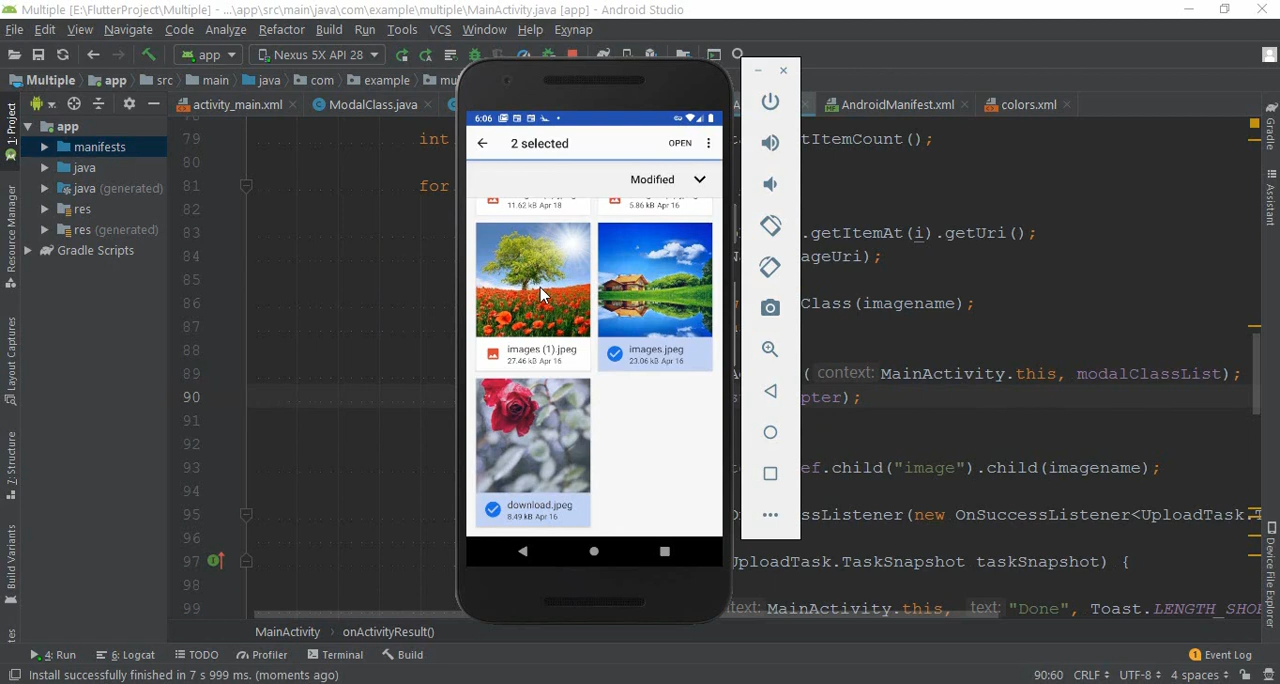 Multiple [E:\FlutterProject\Multiple] - ...\app\src\main\java\com\example\multiple\MainActivity.java [app] - Android Studio
File Edit View Navigate Code Analyze Refactor Build Run Tools VCS Window Help Exynap
app Nexus 5X API 28
Multiple app src main java com example
1: Project
activity_main.xml ModalClass.java AndroidManifest.xml colors.xml
app
manifests
java
java (generated)
res
res (generated)
Gradle Scripts
Resource Manager
Layout Captures
7: Structure
Build Variants
Gradle
Assistant
Device File Explorer
79 int tItemCount();
80
81 for
82
83 .getItemAt(i).getUri();
84 ageUri);
85
86 Class(imagename);
87
88
89 (context: MainActivity.this, modalClassList);
90 pter);
91
92
93 ef.child("image").child(imagename);
94
95 ssListener(new OnSuccessListener<UploadTask.
96
97 UploadTask.TaskSnapshot taskSnapshot) {
98
99 text: MainActivity.this, text: "Done", Toast.LENGTH_SHO
6:06
2 selected OPEN
Modified
11.62 kB Apr 18 5.86 kB Apr 16
images (1).jpeg
27.46 kB Apr 16
images.jpeg
23.06 kB Apr 16
download.jpeg
8.49 kB Apr 16
MainActivity onActivityResult()
4: Run 6: Logcat TODO Profiler Terminal Build 1 Event Log
Install successfully finished in 7 s 999 ms. (moments ago) 90:60 CRLF UTF-8 4 spaces